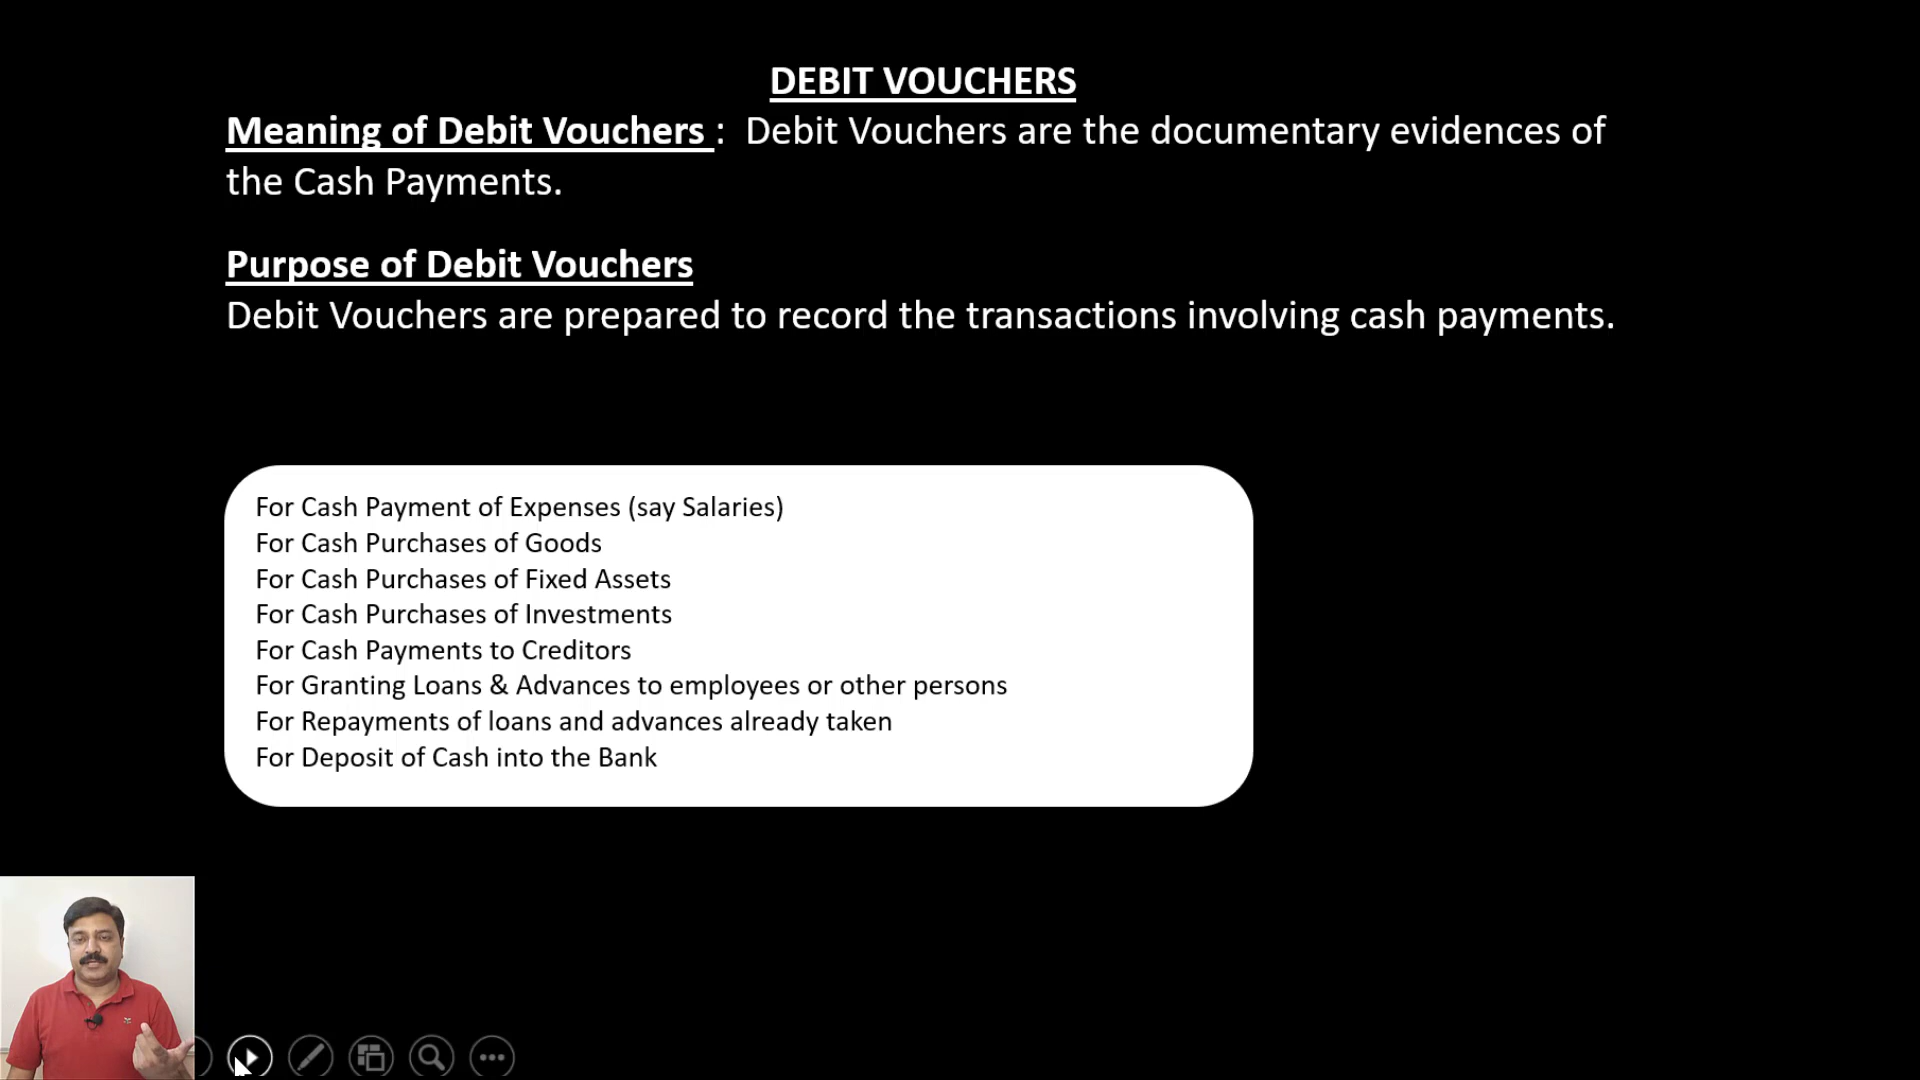 DEBIT VOUCHERS
Meaning of Debit Vouchers : Debit Vouchers are the documentary evidences of
the Cash Payments.
Purpose of Debit Vouchers
Debit Vouchers are prepared to record the transactions involving cash payments.
For Cash Payment of Expenses (say Salaries)
For Cash Purchases of Goods
For Cash Purchases of Fixed Assets
For Cash Purchases of Investments
For Cash Payments to Creditors
For Granting Loans & Advances to employees or other persons
For Repayments of loans and advances already taken
For Deposit of Cash into the Bank